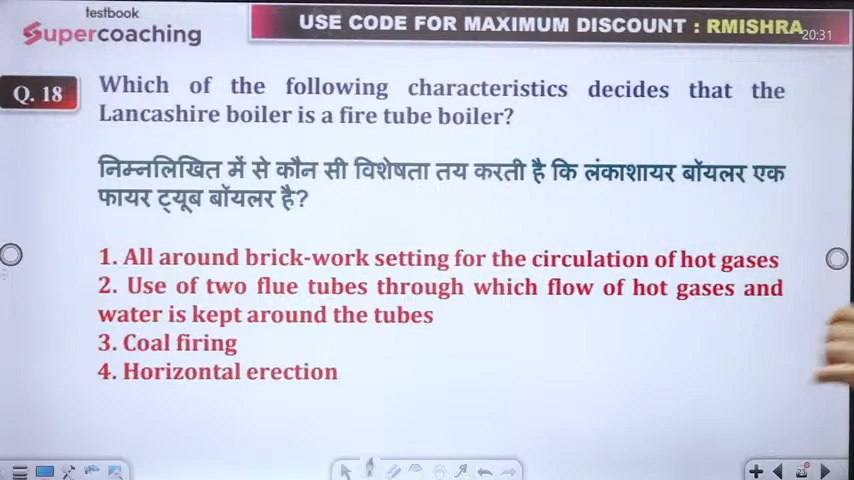 testbook
Supercoaching
USE CODE FOR MAXIMUM DISCOUNT : RMISHRA
20:31
Q. 18
Which of the following characteristics decides that the
Lancashire boiler is a fire tube boiler?
निम्नलिखित में से कौन सी विशेषता तय करती है कि लंकाशायर बॉयलर एक
फायर ट्यूब बॉयलर है?
1. All around brick-work setting for the circulation of hot gases
2. Use of two flue tubes through which flow of hot gases and
water is kept around the tubes
3. Coal firing
4. Horizontal erection
23